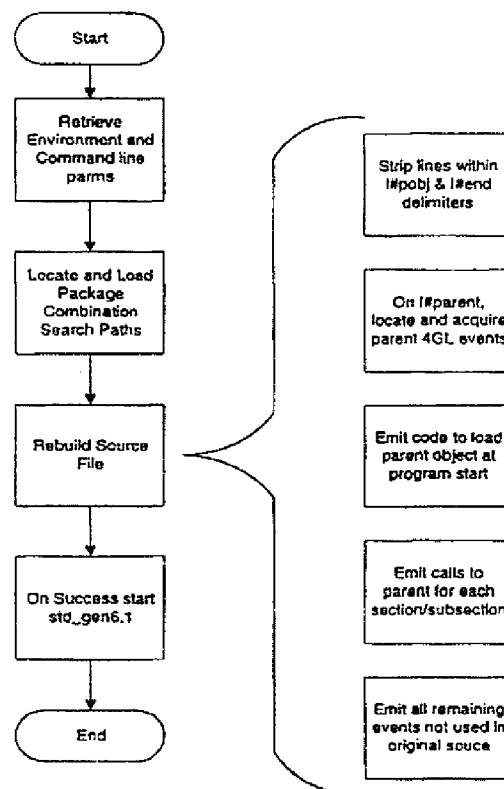 Start
Retrieve
Environment and
Command line
parms
Locate and Load
Package
Combination
Search Paths
Rebuild Source
File
On Success start
std_gen6.1
End
Strip lines within
!#pobj & !#end
delimiters
On !#parent,
locate and acquire
parent 4GL events
Emit code to load
parent object at
program start
Emit calls to
parent for each
section/subsection
Emit all remaining
events not used in
original souce